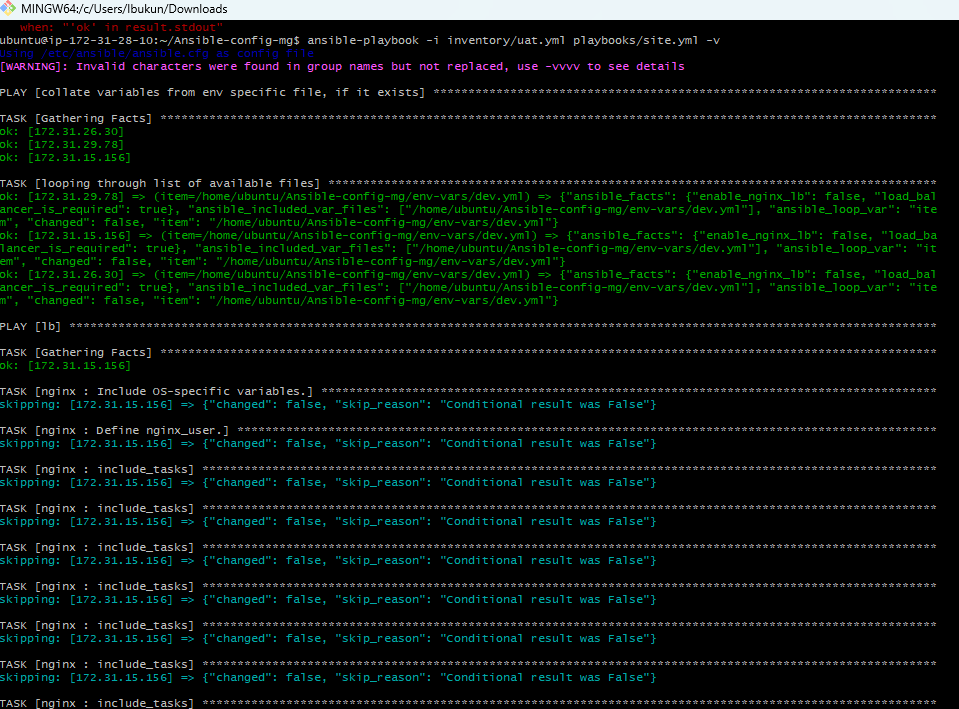 MINGW64:/c/Users/Ibukun/Downloads
when: "'ok' in result.stdout"
ubuntu@ip-172-31-28-10:~/Ansible-config-mg$ ansible-playbook -i inventory/uat.yml playbooks/site.yml -v
Using /etc/ansible/ansible.cfg as config file
[WARNING]: Invalid characters were found in group names but not replaced, use -vvvv to see details
PLAY [collate variables from env specific file, if it exists] ************************************************************************
TASK [Gathering Facts] ***************************************************************************************************************
ok: [172.31.26.30]
ok: [172.31.29.78]
ok: [172.31.15.156]
TASK [looping through list of available files] ***************************************************************************************
ok: [172.31.29.78] => (item=/home/ubuntu/Ansible-config-mg/env-vars/dev.yml) => {"ansible_facts": {"enable_nginx_lb": false, "load_bal
ancer_is_required": true}, "ansible_included_var_files": ["/home/ubuntu/Ansible-config-mg/env-vars/dev.yml"], "ansible_loop_var": "ite
m", "changed": false, "item": "/home/ubuntu/Ansible-config-mg/env-vars/dev.yml"}
ok: [172.31.15.156] => (item=/home/ubuntu/Ansible-config-mg/env-vars/dev.yml) => {"ansible_facts": {"enable_nginx_lb": false, "load_ba
lancer_is_required": true}, "ansible_included_var_files": ["/home/ubuntu/Ansible-config-mg/env-vars/dev.yml"], "ansible_loop_var": "it
em", "changed": false, "item": "/home/ubuntu/Ansible-config-mg/env-vars/dev.yml"}
ok: [172.31.26.30] => (item=/home/ubuntu/Ansible-config-mg/env-vars/dev.yml) => {"ansible_facts": {"enable_nginx_lb": false, "load_bal
ancer_is_required": true}, "ansible_included_var_files": ["/home/ubuntu/Ansible-config-mg/env-vars/dev.yml"], "ansible_loop_var": "ite
m", "changed": false, "item": "/home/ubuntu/Ansible-config-mg/env-vars/dev.yml"}
PLAY [lb] ****************************************************************************************************************************
TASK [Gathering Facts] ***************************************************************************************************************
ok: [172.31.15.156]
TASK [nginx : Include OS-specific variables.] ****************************************************************************************
skipping: [172.31.15.156] => {"changed": false, "skip_reason": "Conditional result was False"}
TASK [nginx : Define nginx_user.] ****************************************************************************************************
skipping: [172.31.15.156] => {"changed": false, "skip_reason": "Conditional result was False"}
TASK [nginx : include_tasks] *********************************************************************************************************
skipping: [172.31.15.156] => {"changed": false, "skip_reason": "Conditional result was False"}
TASK [nginx : include_tasks] *********************************************************************************************************
skipping: [172.31.15.156] => {"changed": false, "skip_reason": "Conditional result was False"}
TASK [nginx : include_tasks] *********************************************************************************************************
skipping: [172.31.15.156] => {"changed": false, "skip_reason": "Conditional result was False"}
TASK [nginx : include_tasks] *********************************************************************************************************
skipping: [172.31.15.156] => {"changed": false, "skip_reason": "Conditional result was False"}
TASK [nginx : include_tasks] *********************************************************************************************************
skipping: [172.31.15.156] => {"changed": false, "skip_reason": "Conditional result was False"}
TASK [nginx : include_tasks] *********************************************************************************************************
skipping: [172.31.15.156] => {"changed": false, "skip_reason": "Conditional result was False"}
TASK [nginx : include_tasks] *********************************************************************************************************